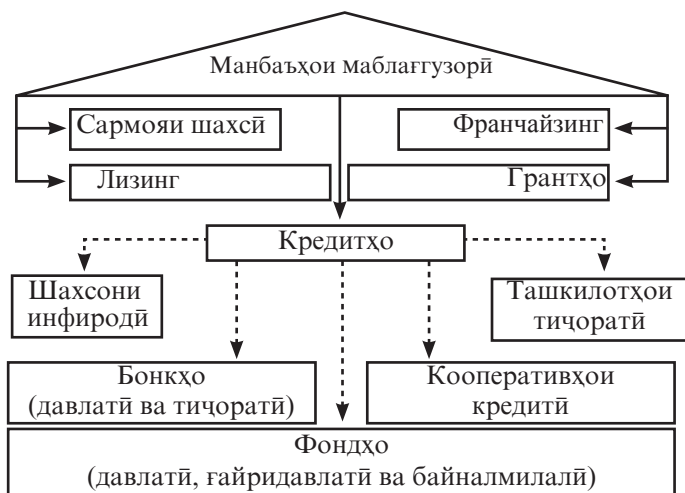 Манбаъҳои маблағгузорӣ
Сармояи шахсӣ
Франчайзинг
Лизинг
Грантҳо
Кредитҳо
Шахсони
инфиродӣ
Ташкилотҳои
тиҷоратӣ
Бонкҳо
(давлатӣ ва тиҷоратӣ)
Кооперативҳои
кредитӣ
Фондҳо
(давлатӣ, ғайридавлатӣ ва байналмилалӣ)